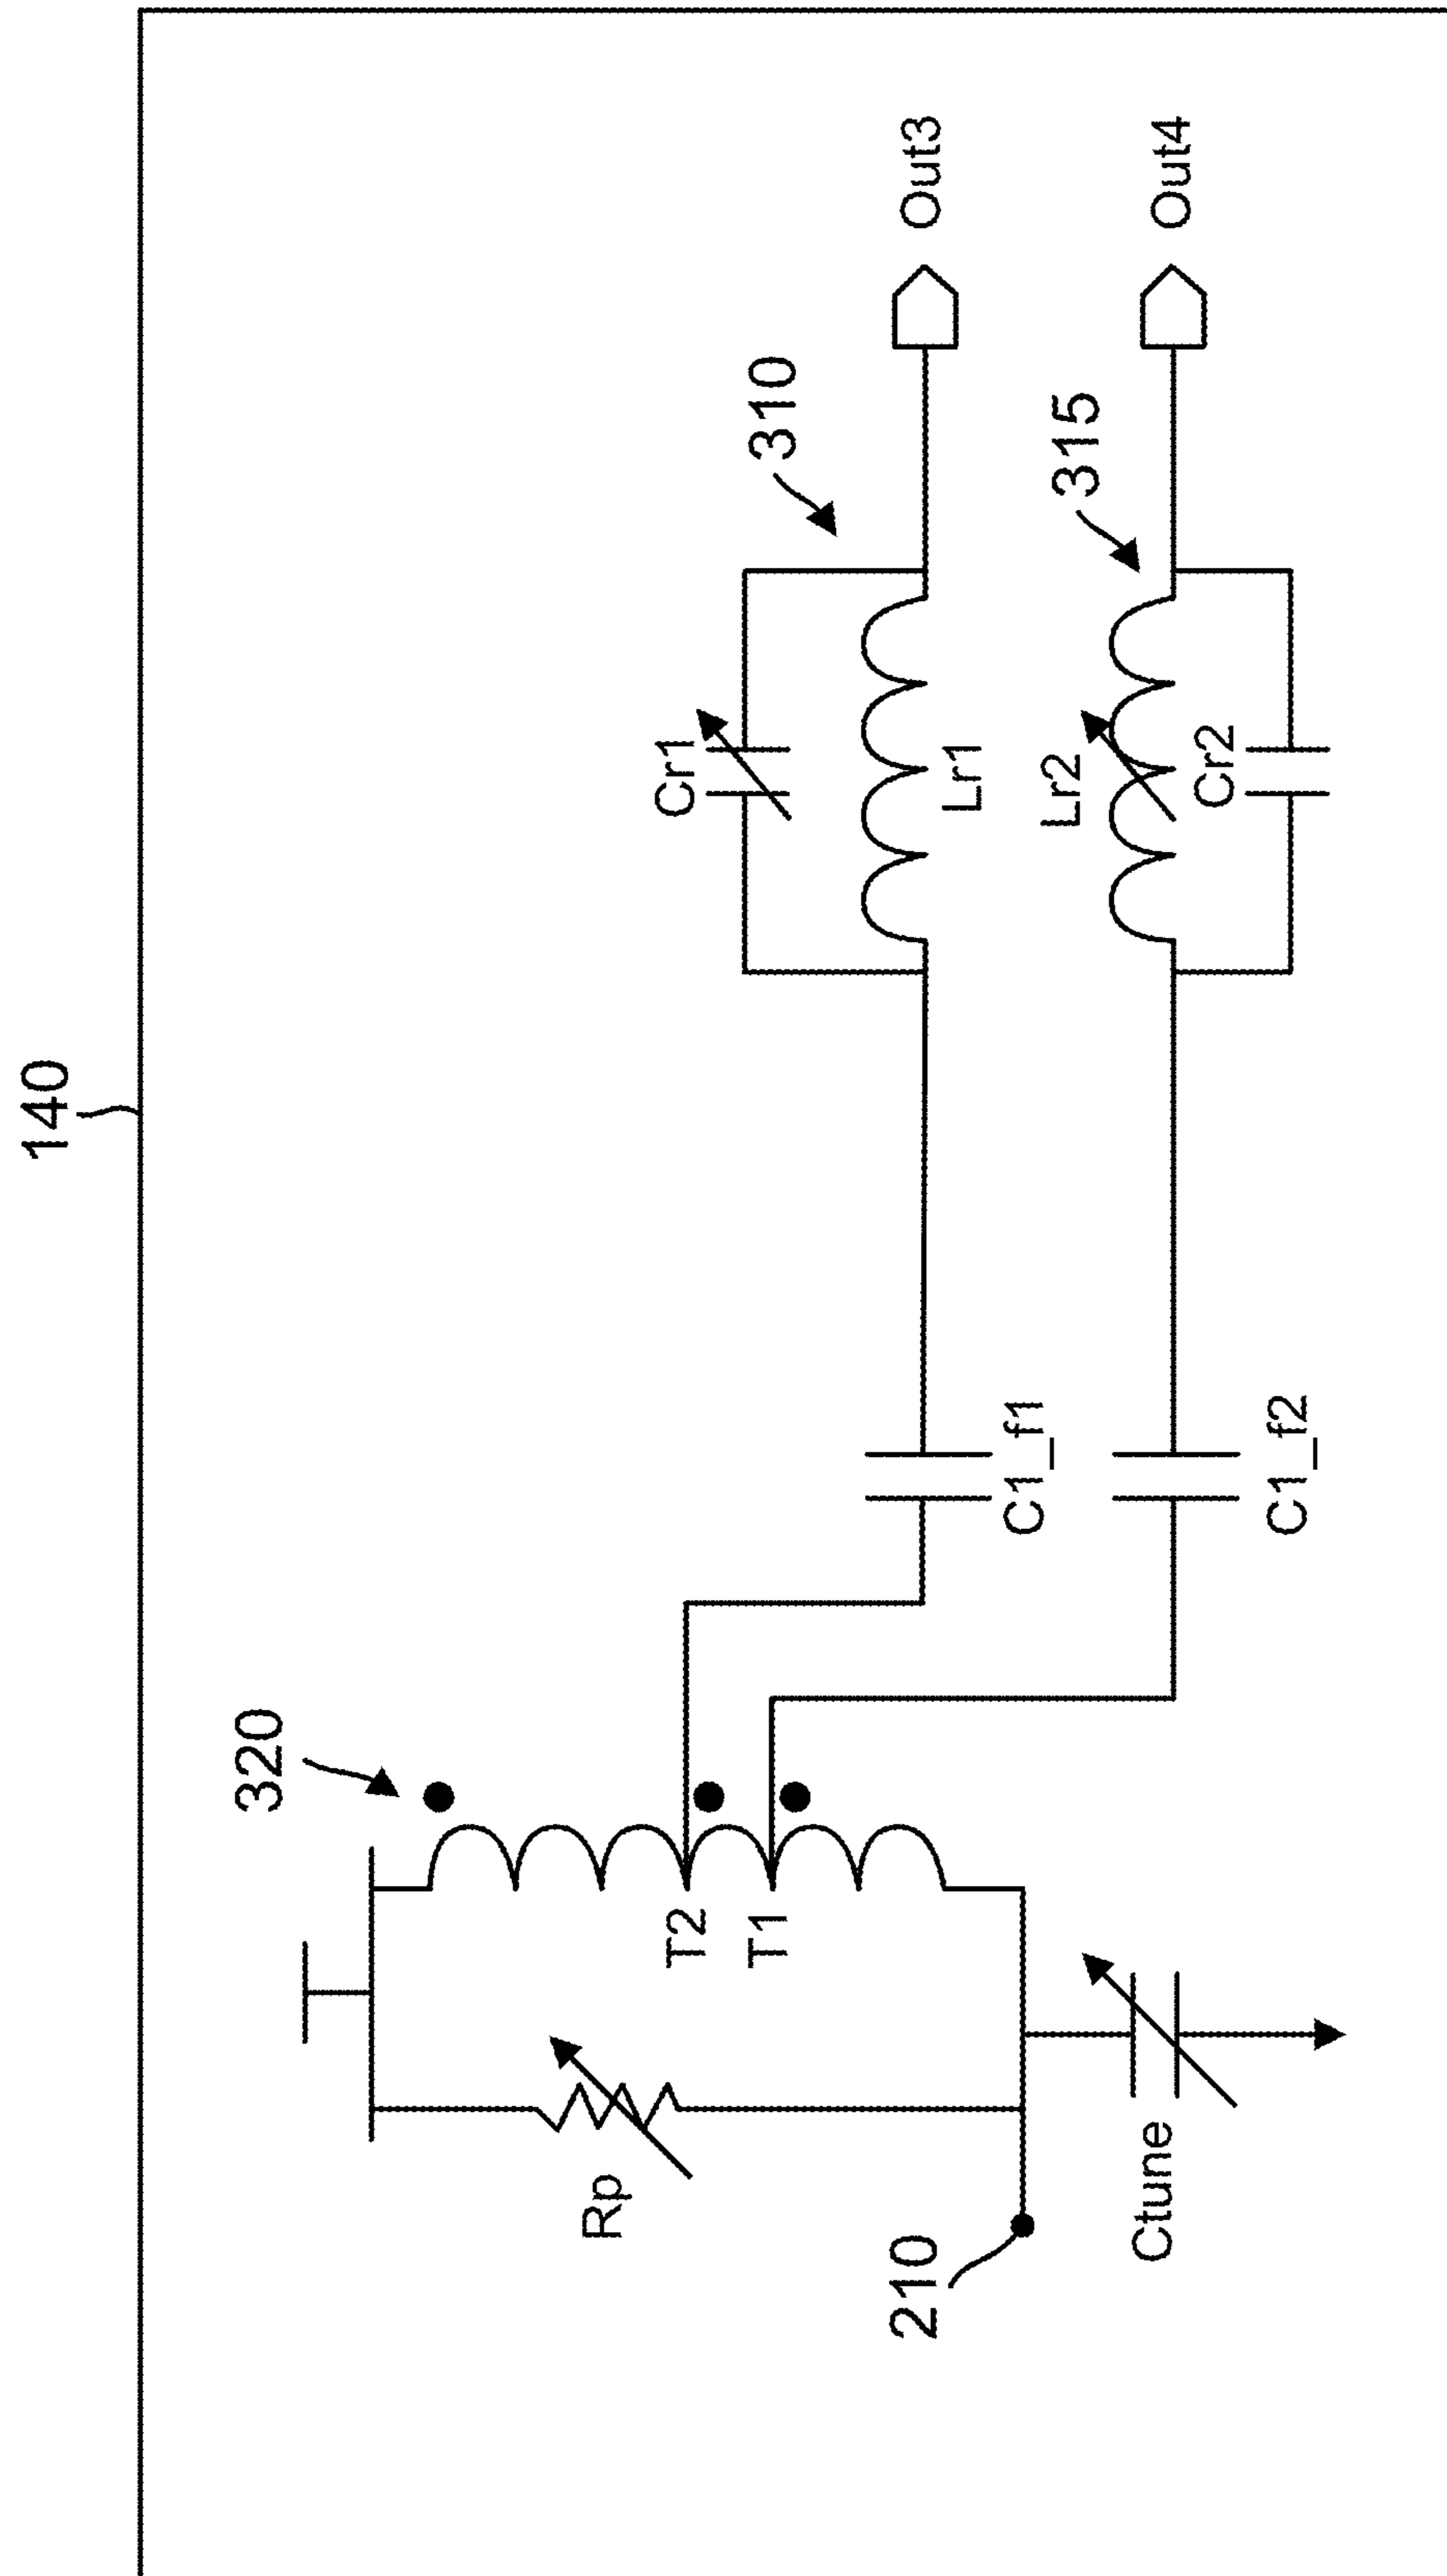 140
320
310
315
Cr1
Lr1
Lr2
Cr2
Out3
Out4
T2
T1
C1_f1
C1_f2
Rp
210
Ctune